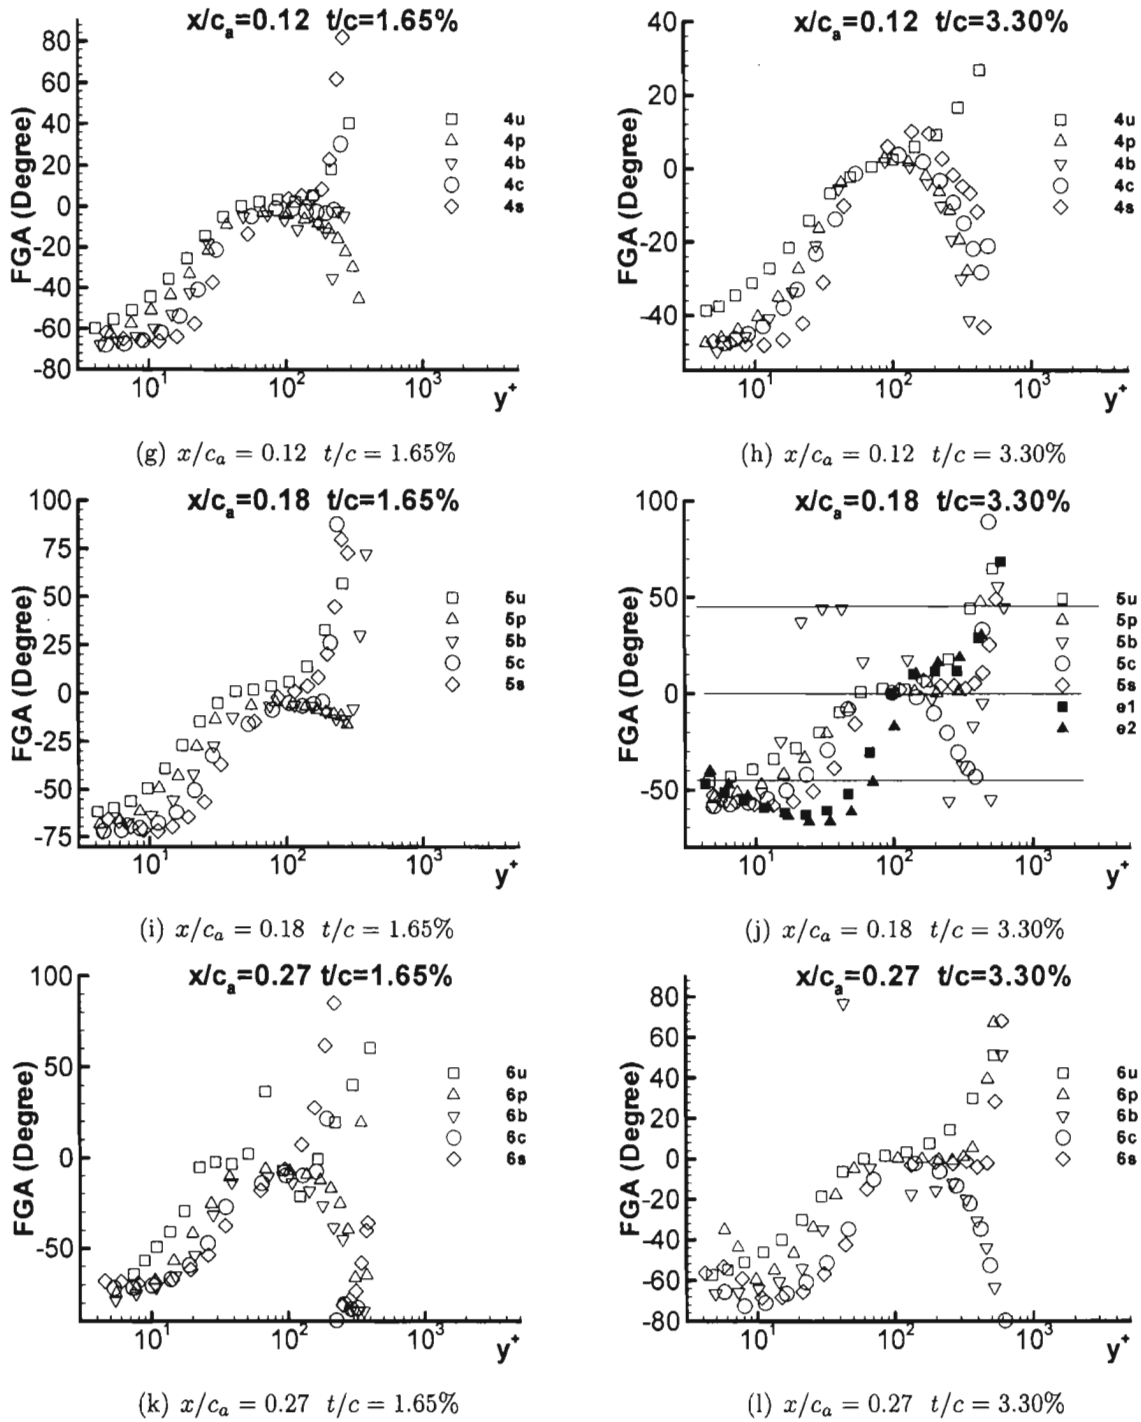 x/cₐ=0.12 t/c=1.65%
80
60
40
20
0
-20
-40
-60
-80
FGA (Degree)
10¹
10²
10³
y⁺
4u
4p
4b
4c
4s
(g) x/cₐ = 0.12 t/c = 1.65%
x/cₐ=0.12 t/c=3.30%
40
20
0
-20
-40
FGA (Degree)
10¹
10²
10³
y⁺
4u
4p
4b
4c
4s
(h) x/cₐ = 0.12 t/c = 3.30%
x/cₐ=0.18 t/c=1.65%
100
75
50
25
0
-25
-50
-75
FGA (Degree)
10¹
10²
10³
y⁺
5u
5p
5b
5c
5s
(i) x/cₐ = 0.18 t/c = 1.65%
x/cₐ=0.18 t/c=3.30%
100
50
0
-50
FGA (Degree)
10¹
10²
10³
y⁺
5u
5p
5b
5c
5s
e1
e2
(j) x/cₐ = 0.18 t/c = 3.30%
x/cₐ=0.27 t/c=1.65%
100
50
0
-50
FGA (Degree)
10¹
10²
10³
y⁺
6u
6p
6b
6c
6s
(k) x/cₐ = 0.27 t/c = 1.65%
x/cₐ=0.27 t/c=3.30%
80
60
40
20
0
-20
-40
-60
-80
FGA (Degree)
10¹
10²
10³
y⁺
6u
6p
6b
6c
6s
(l) x/cₐ = 0.27 t/c = 3.30%